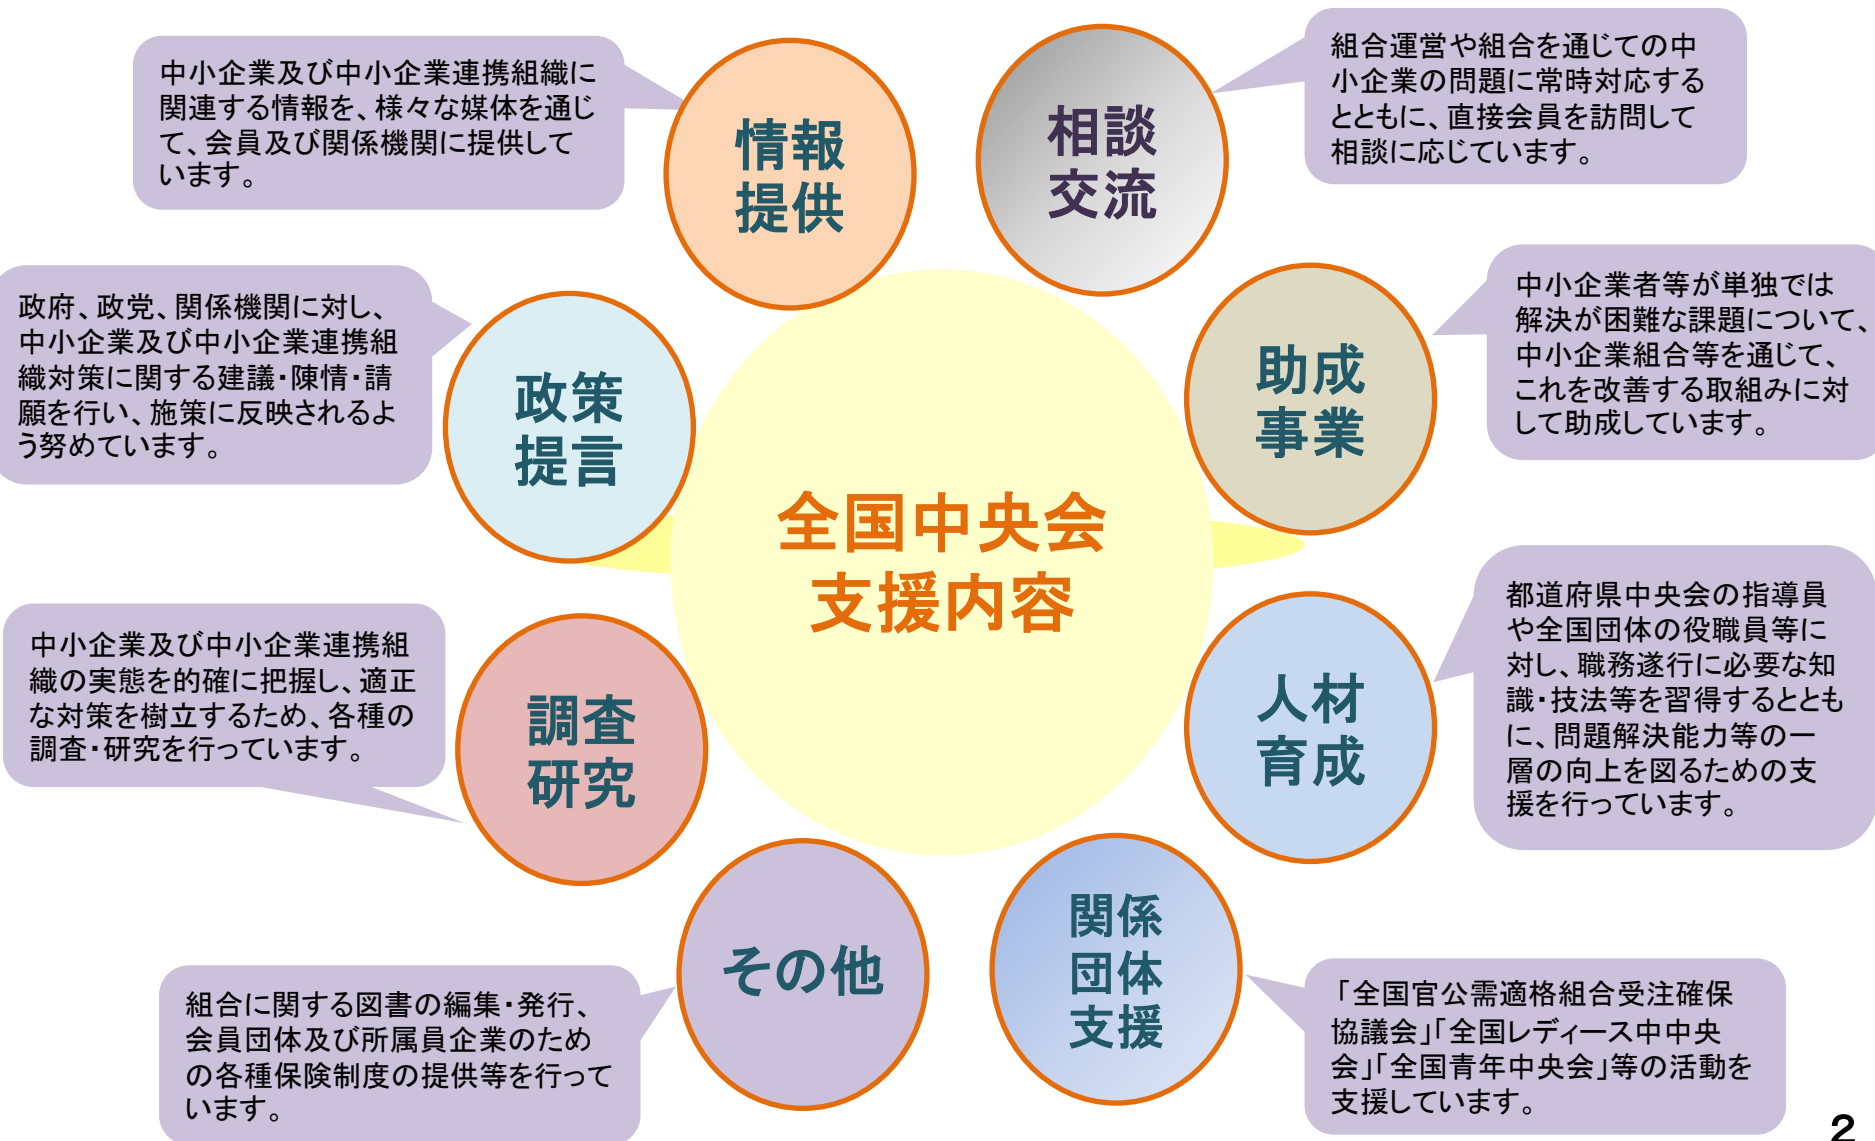 中小企業及び中小企業連携組織に
関連する情報を、様々な媒体を通じ
て、会員及び関係機関に提供して
います。
情報
提供
相談
交流
組合運営や組合を通じての中
小企業の問題に常時対応する
とともに、直接会員を訪問して
相談に応じています。
政府、政党、関係機関に対し、
中小企業及び中小企業連携組
織対策に関する建議・陳情・請
願を行い、施策に反映されるよ
う努めています。
政策
提言
助成
事業
中小企業者等が単独では
解決が困難な課題について、
中小企業組合等を通じて、
これを改善する取組みに対
して助成しています。
全国中央会
支援内容
中小企業及び中小企業連携組
織の実態を的確に把握し、適正
な対策を樹立するため、各種の
調査・研究を行っています。
調査
研究
人材
育成
都道府県中央会の指導員
や全国団体の役職員等に
対し、職務遂行に必要な知
識・技法等を習得するととも
に、問題解決能力等の一
層の向上を図るための支
援を行っています。
組合に関する図書の編集・発行、
会員団体及び所属員企業のため
の各種保険制度の提供等を行って
います。
その他
関係
団体
支援
「全国官公需適格組合受注確保
協議会」「全国レディース中中央
会」「全国青年中央会」等の活動を
支援しています。
2